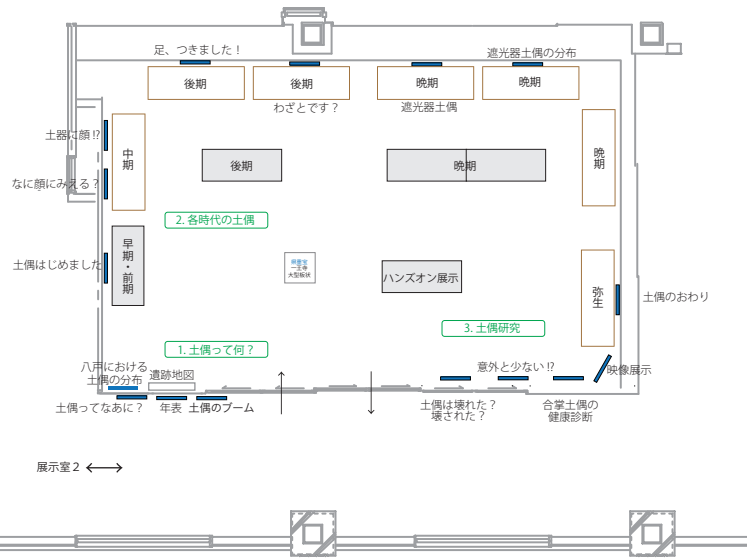 足、つきました！
遮光器土偶の分布
後期
後期
晩期
晩期
わざとです？
遮光器土偶
土器に顔⁉
なに顔にみえる？
中期
後期
晩期
晩期
2. 各時代の土偶
土偶はじめました
早期・前期
一王寺
大型板状
ハンズオン展示
弥生
土偶のおわり
1. 土偶って何？
3. 土偶研究
八戸における
土偶の分布
遺跡地図
意外と少ない⁉
映像展示
土偶ってなあに？
年表
土偶のブーム
土偶は壊れた？
壊された？
合掌土偶の
健康診断
展示室２